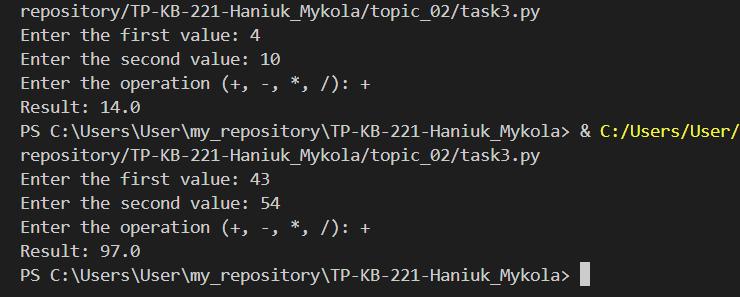 repository/TP-KB-221-Haniuk_Mykola/topic_02/task3.py
Enter the first value: 4
Enter the second value: 10
Enter the operation (+, -, *, /): +
Result: 14.0
PS C:\Users\User\my_repository\TP-KB-221-Haniuk_Mykola> & C:/Users/User/
repository/TP-KB-221-Haniuk_Mykola/topic_02/task3.py
Enter the first value: 43
Enter the second value: 54
Enter the operation (+, -, *, /): +
Result: 97.0
PS C:\Users\User\my_repository\TP-KB-221-Haniuk_Mykola>